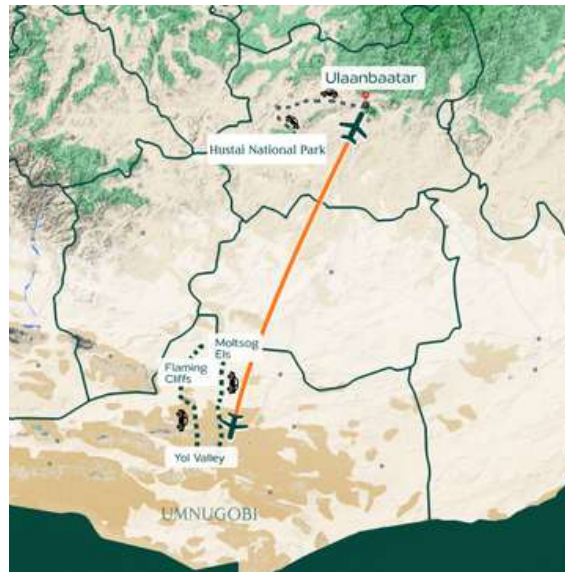 Ulaanbaatar
Hustai National Park
Moltsog
Els
Flaming
Cliffs
Yol Valley
UMNUGOBI